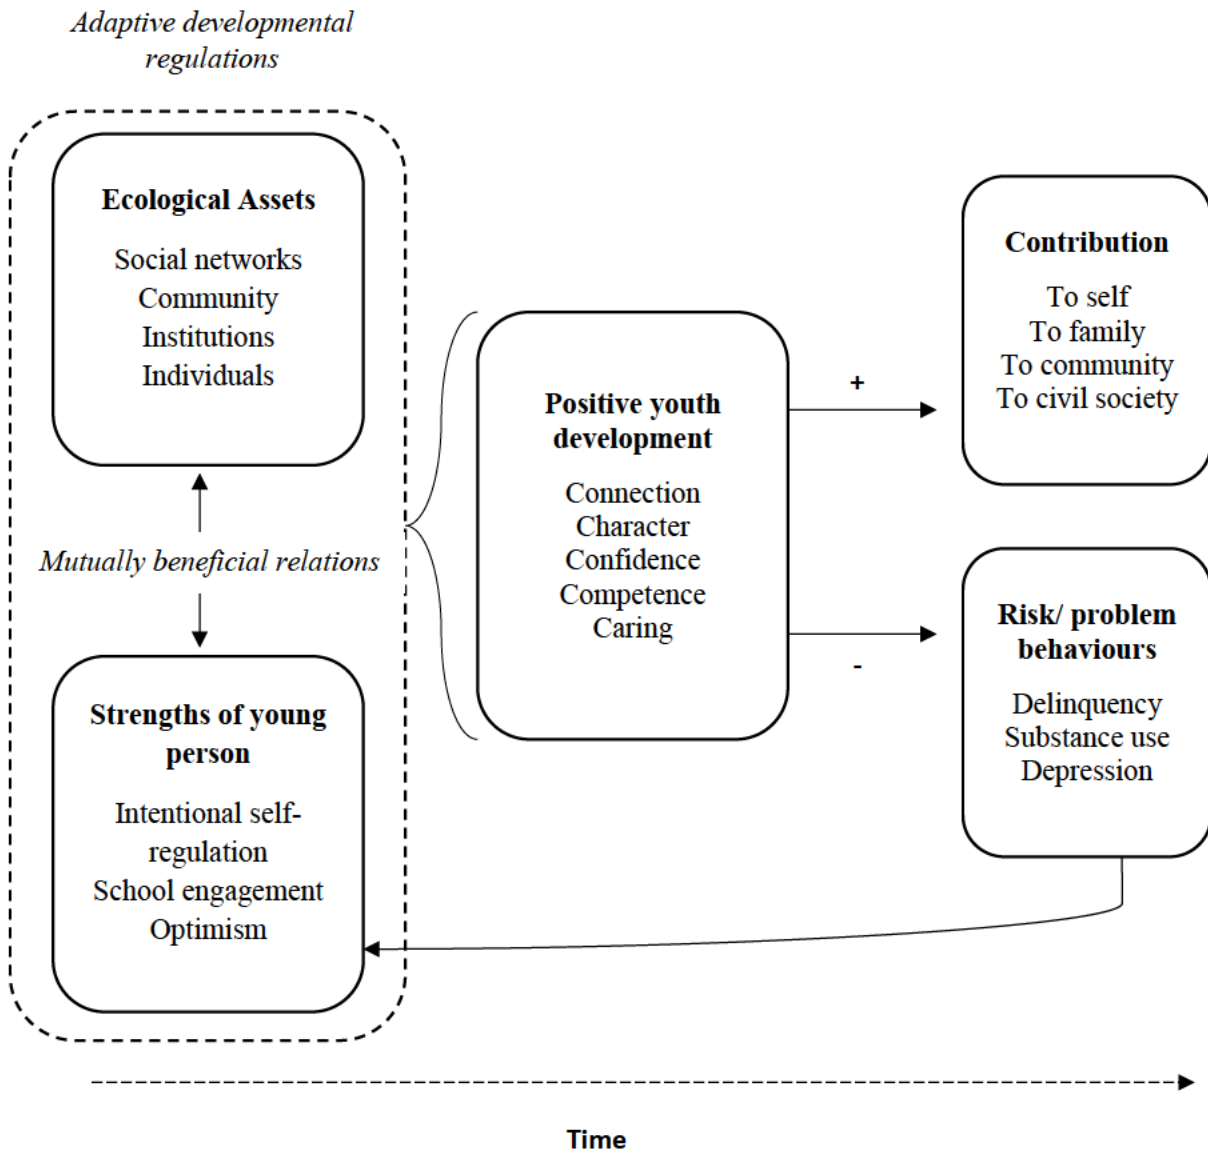 Adaptive developmental
regulations
Ecological Assets
Social networks
Community
Institutions
Individuals
Mutually beneficial relations
Strengths of young
person
Intentional self-
regulation
School engagement
Optimism
Positive youth
development
Connection
Character
Confidence
Competence
Caring
+
-
Contribution
To self
To family
To community
To civil society
Risk/ problem
behaviours
Delinquency
Substance use
Depression
Time